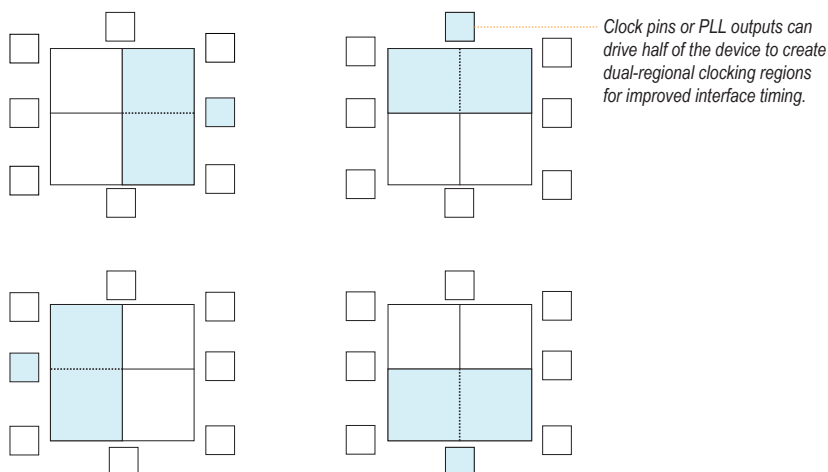 Clock pins or PLL outputs can
drive half of the device to create
dual-regional clocking regions
for improved interface timing.